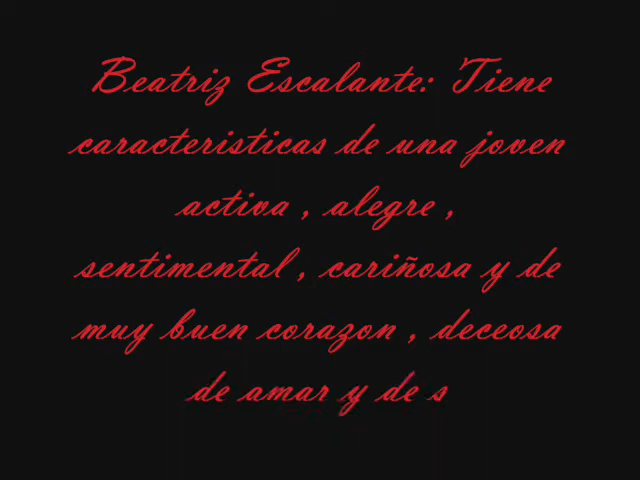 Beatriz Escalante: Tiene
caracteristicas de una joven
activa , alegre ,
sentimental , cariñosa y de
muy buen corazon , deceosa
de amar y de s